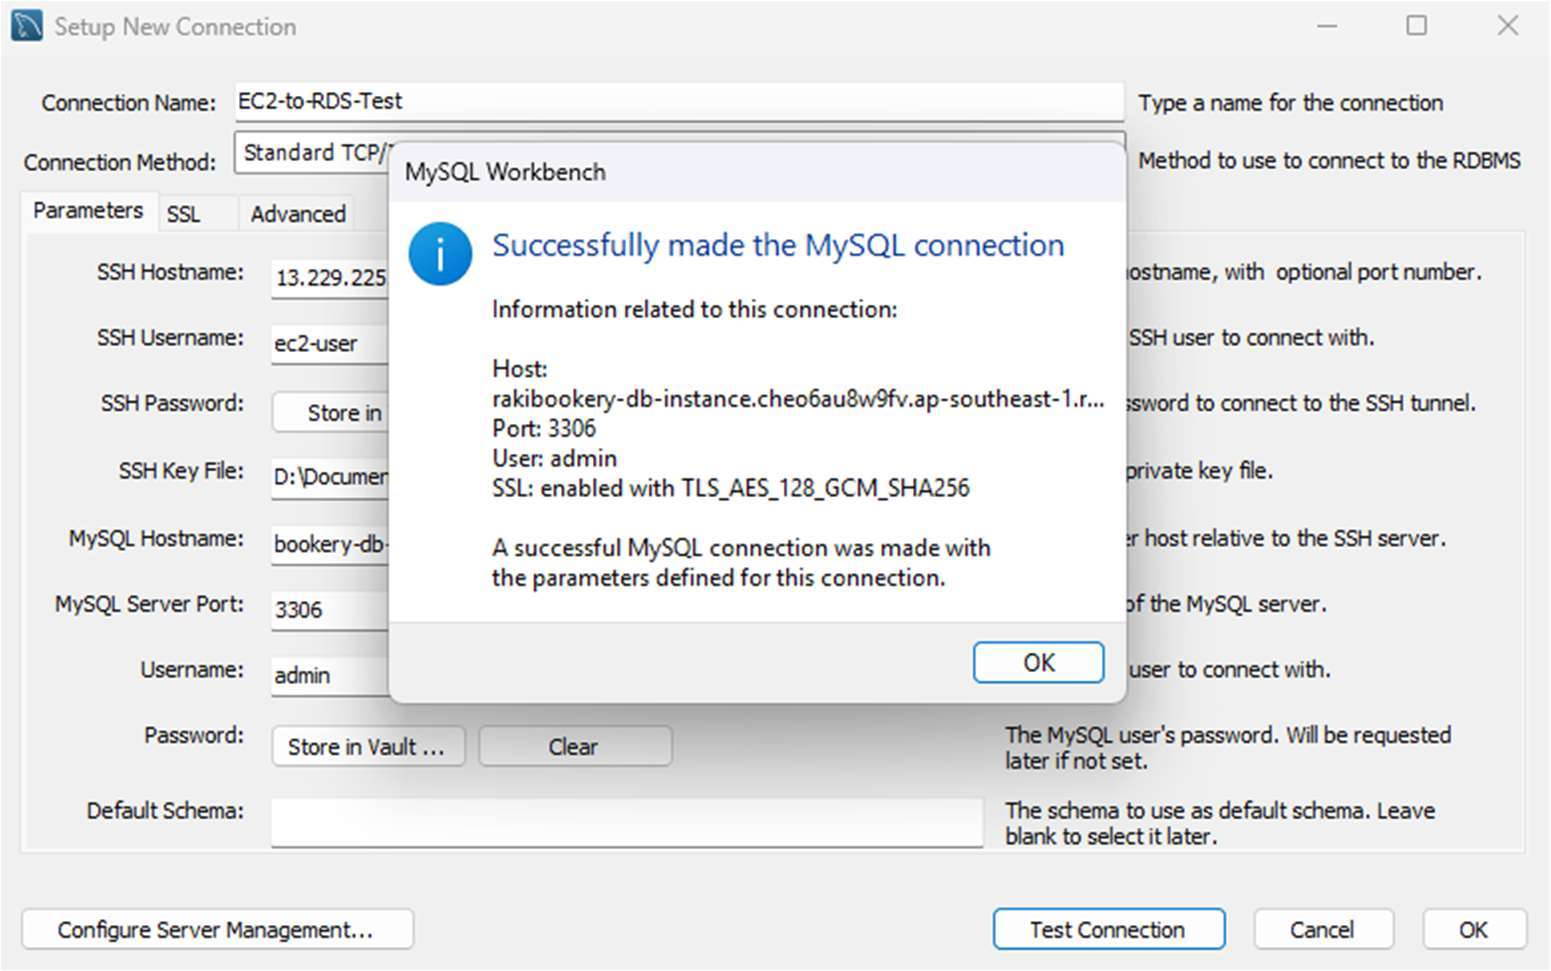 Setup New Connection
Connection Name: EC2-to-RDS-Test Type a name for the connection
Connection Method: Standard Method to use to connect to the RDBMS
MySQL Workbench
Parameters SSL Advanced
Successfully made the MySQL connection
Information related to this connection:
Host:
rakibookery-db-instance.cheo6au8w9fv.ap-southeast-1.r...
Port: 3306
User: admin
SSL: enabled with TLS_AES_128_GCM_SHA256
A successful MySQL connection was made with
the parameters defined for this connection.
OK
SSH Hostname: 13.229.225 with optional port number.
SSH Username: ec2-user SSH user to connect with.
SSH Password: Store in to connect to the SSH tunnel.
SSH Key File: private key file.
MySQL Hostname: bookery-db- host relative to the SSH server.
MySQL Server Port: 3306 of the MySQL server.
Username: admin user to connect with.
Password: Store in Vault ... Clear The MySQL user's password. Will be requested
later if not set.
Default Schema: The schema to use as default schema. Leave
blank to select it later.
Configure Server Management... Test Connection Cancel OK